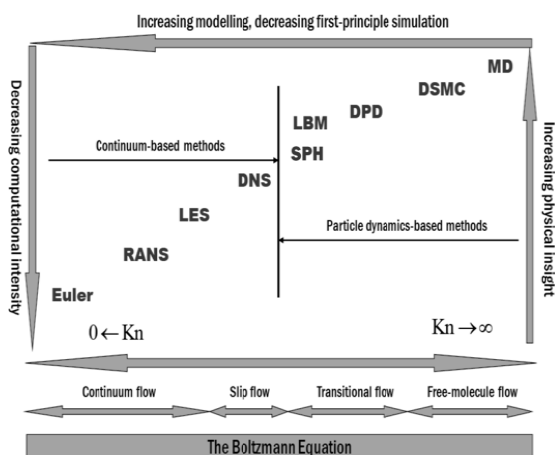 Increasing modelling, decreasing first-principle simulation
Decreasing computational intensity
Increasing physical insight
MD
DSMC
DPD
LBM
Continuum-based methods
SPH
DNS
LES
Particle dynamics-based methods
RANS
Euler
0 ← Kn
Kn → ∞
Continuum flow
Slip flow
Transitional flow
Free-molecule flow
The Boltzmann Equation